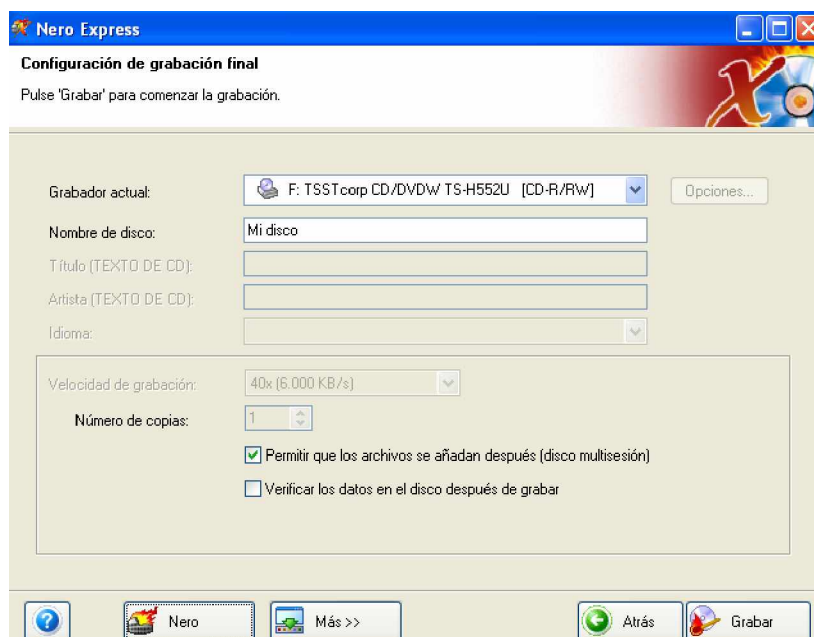 Nero Express
Configuración de grabación final
Pulse 'Grabar' para comenzar la grabación.
Grabador actual: F: TSSTcorp CD/DVDW TS-H552U [CD-R/RW] Opciones...
Nombre de disco: Mi disco
Título (TEXTO DE CD):
Artista (TEXTO DE CD):
Idioma:
Velocidad de grabación: 40x (6.000 KB/s)
Número de copias: 1
Permitir que los archivos se añadan después (disco multisesión)
Verificar los datos en el disco después de grabar
? Nero Más >> Atrás Grabar